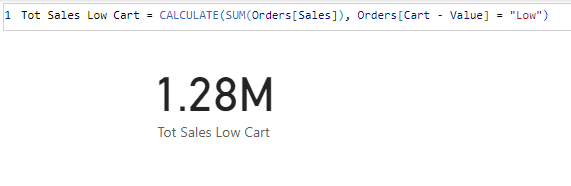 1 Tot Sales Low Cart = CALCULATE(SUM(Orders[Sales]), Orders[Cart - Value] = "Low")
1.28M
Tot Sales Low Cart